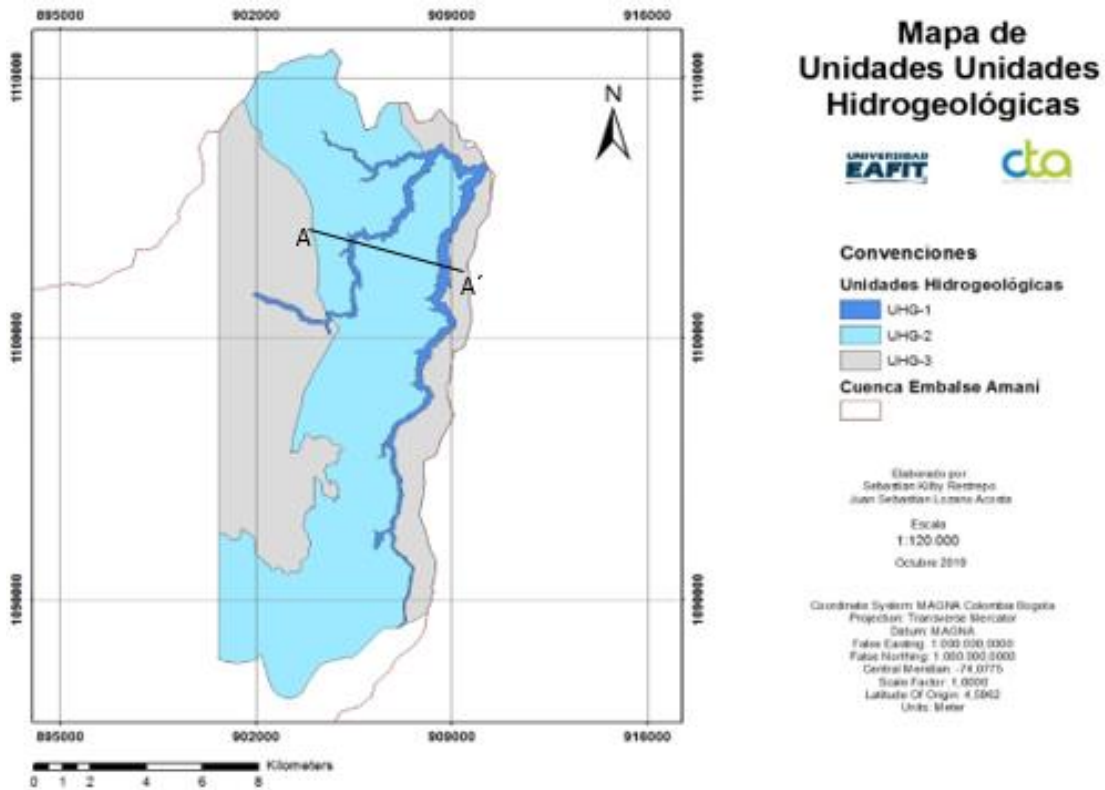 895000 902000 909000 916000
1110000 1110000
1100000 1100000
1090000 1090000
N
A
A´
895000 902000 909000 916000
Kilometers
0 1 2 4 6 8
Mapa de
Unidades Unidades
Hidrogeológicas
UNIVERSIDAD
EAFIT
cta
Convenciones
Unidades Hidrogeológicas
UHG-1
UHG-2
UHG-3
Cuenca Embalse Amaní
Elaborado por
Sebastian Kilby Restrepo
Juan Sebastian Lozano Acosta
Escala
1:120.000
Octubre 2019
Coordinate System: MAGNA Colombia Bogota
Projection: Transverse Mercator
Datum: MAGNA
False Easting: 1.000.000,0000
False Northing: 1.000.000,0000
Central Meridian: -74,0775
Scale Factor: 1,0000
Latitude Of Origin: 4,5962
Units: Meter